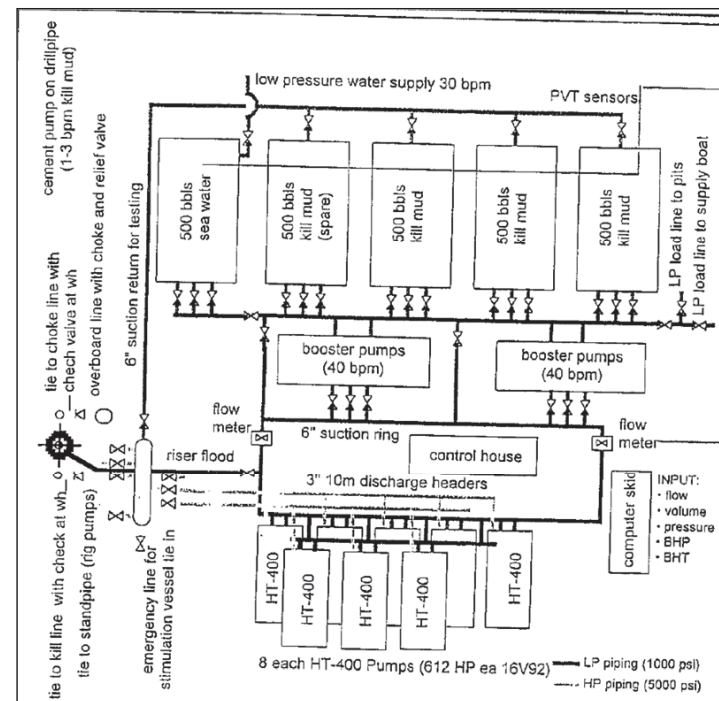 cement pump on drillpipe
(1-3 bpm kill mud)
tie to choke line with
chech valve at wh
overboard line with choke and relief valve
6" suction return for testing
low pressure water supply 30 bpm
PVT sensors
500 bbls
sea water
500 bbls
kill mud
(spare)
500 bbls
kill mud
500 bbls
kill mud
500 bbls
kill mud
LP load line to pits
LP load line to supply boat
booster pumps
(40 bpm)
booster pumps
(40 bpm)
flow
meter
6" suction ring
control house
flow
meter
riser flood
3" 10m discharge headers
computer skid
INPUT:
• flow
• volume
• pressure
• BHP
• BHT
tie to kill line with check at wh
tie to standpipe (rig pumps)
emergency line for
stimulation vessel tie in
HT-400
HT-400
HT-400
HT-400
HT-400
8 each HT-400 Pumps (612 HP ea 16V92)
LP piping (1000 psi)
HP piping (5000 psi)